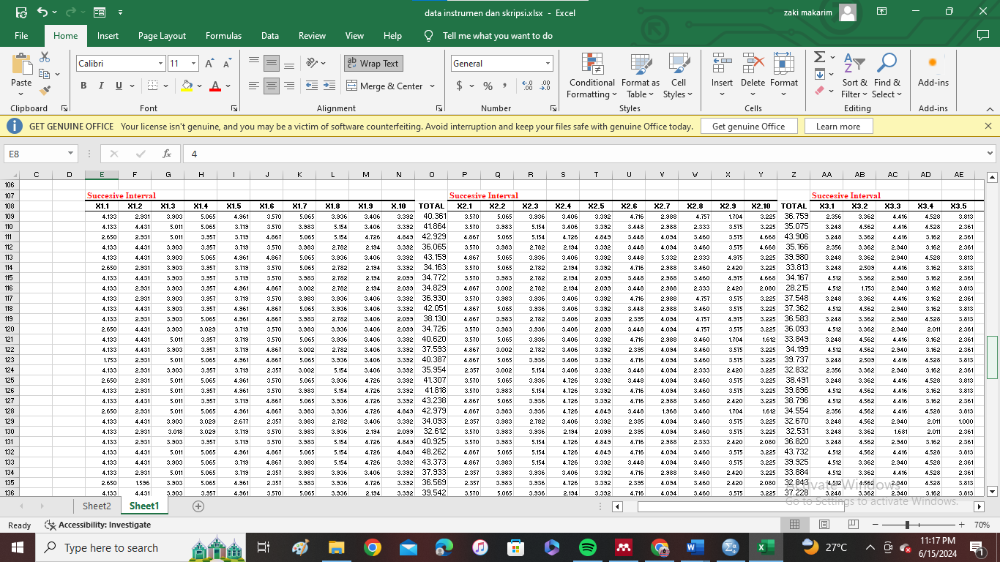 data instrumen dan skripsi.xlsx - Excel
zaki makarim
File Home Insert Page Layout Formulas Data Review View Help Tell me what you want to do
Calibri 11 Wrap Text General
Paste B I U Merge & Center $ % Conditional Formatting Format as Table Cell Styles Insert Delete Format Sort & Filter Find & Select Add-ins
Clipboard Font Alignment Number Styles Cells Editing Add-ins
GET GENUINE OFFICE Your license isn't genuine, and you may be a victim of software counterfeiting. Avoid interruption and keep your files safe with genuine Office today. Get genuine Office Learn more
E8 fx 4
C D E F G H I J K L M N O P Q R S T U V W X Y Z AA AB AC AD AE
106
107 Succesive Interval Succesive Interval Succesive Interval
108 X1.1 X1.2 X1.3 X1.4 X1.5 X1.6 X1.7 X1.8 X1.9 X.10 TOTAL X2.1 X2.2 X2.3 X2.4 X2.5 X2.6 X2.7 X2.8 X2.9 X2.10 TOTAL X3.1 X3.2 X3.3 X3.4 X3.5
109 4.133 2.931 3.903 5.065 4.961 3.570 5.065 3.936 3.406 3.392 40.361 3.570 5.065 3.936 3.406 3.392 4.716 2.988 4.757 1.704 3.225 36.759 2.356 3.362 4.416 4.528 3.813
110 4.133 4.431 5.011 5.065 3.719 3.570 3.983 5.154 3.406 3.392 41.864 3.570 3.983 5.154 3.406 3.392 3.448 2.988 2.333 3.575 3.225 35.075 3.248 4.562 4.416 4.528 2.361
111 2.650 2.931 5.011 3.957 3.719 4.867 5.065 5.154 4.726 4.849 42.929 4.867 5.065 5.154 4.726 4.849 3.448 4.094 3.460 3.575 4.668 43.906 3.248 4.562 4.416 3.162 2.361
112 4.133 4.431 3.903 3.957 3.719 3.570 3.983 2.782 2.194 3.392 36.065 3.570 3.983 2.782 2.194 3.392 3.448 4.094 3.460 3.575 4.668 35.166 2.356 3.362 2.940 3.162 2.361
113 4.133 4.431 3.903 5.065 4.961 4.867 5.065 3.936 3.406 3.392 43.159 4.867 5.065 3.936 3.406 3.392 3.448 5.332 2.333 4.975 3.225 39.980 3.248 3.362 2.940 4.528 3.813
114 2.650 2.931 3.903 3.957 3.719 3.570 5.065 2.782 2.194 3.392 34.163 3.570 5.065 2.782 2.194 3.392 4.716 2.988 3.460 2.420 3.225 33.813 3.248 2.509 4.416 3.162 3.813
115 4.133 4.431 3.903 3.957 3.719 3.570 3.983 2.782 2.194 2.099 34.772 3.570 3.983 2.782 2.194 2.099 3.448 2.988 3.460 4.975 4.668 34.167 4.512 3.362 2.940 3.162 2.361
116 4.133 2.931 3.903 3.957 4.961 4.867 3.002 2.782 2.194 2.099 34.829 4.867 3.002 2.782 2.194 2.099 3.448 2.988 2.333 2.420 2.080 28.215 4.512 1.753 2.940 3.162 3.813
117 4.133 2.931 3.903 3.957 3.719 3.570 3.983 3.936 3.406 3.392 36.930 3.570 3.983 3.936 3.406 3.392 4.716 2.988 4.757 3.575 3.225 37.548 3.248 3.362 4.416 3.162 2.361
118 4.133 4.431 3.903 5.065 4.961 4.867 3.983 3.936 3.406 3.392 42.051 4.867 3.983 3.936 3.406 3.392 4.716 2.988 3.460 3.575 3.225 37.362 4.512 4.562 4.416 3.162 3.813
119 4.133 2.931 3.903 5.065 4.961 4.867 3.983 2.782 3.406 2.099 38.130 4.867 3.983 2.782 3.406 2.099 2.395 4.094 4.757 4.975 3.225 36.583 3.248 3.362 2.940 4.528 3.813
120 2.650 4.431 3.903 3.029 3.719 3.570 5.065 3.936 3.406 2.099 34.726 3.570 5.065 3.936 3.406 2.099 3.448 4.094 4.757 3.575 3.225 36.093 4.512 3.362 2.940 2.011 2.361
121 4.133 4.431 5.011 3.957 3.719 3.570 5.065 3.936 3.406 3.392 40.620 3.570 5.065 3.936 3.406 3.392 4.716 2.988 3.460 1.704 1.612 33.849 3.248 4.562 4.416 3.162 2.361
122 4.133 4.431 3.903 3.957 3.719 4.867 3.002 2.782 3.406 3.392 37.593 4.867 3.002 2.782 3.406 3.392 2.395 4.094 3.460 3.575 3.225 34.199 4.512 4.562 2.940 3.162 2.361
123 1.753 2.931 5.011 5.065 4.961 4.867 5.065 3.936 3.406 3.392 40.387 4.867 5.065 3.936 3.406 3.392 4.716 4.094 3.460 3.575 3.225 39.737 3.248 2.509 4.416 4.528 3.813
124 4.133 2.931 3.903 3.957 3.719 2.357 3.002 5.154 3.406 3.392 35.954 2.357 3.002 5.154 3.406 3.392 3.448 4.094 2.333 2.420 3.225 32.832 2.356 3.362 2.940 3.162 2.361
125 2.650 2.931 5.011 5.065 4.961 3.570 5.065 3.936 4.726 3.392 41.307 3.570 5.065 3.936 4.726 3.392 3.448 4.094 3.460 3.575 3.225 38.491 3.248 3.362 4.416 4.528 3.813
126 4.133 2.931 5.011 3.957 4.961 3.570 3.983 5.154 4.726 3.392 41.818 3.570 3.983 5.154 4.726 3.392 4.716 4.094 3.460 3.575 3.225 39.896 4.512 4.562 4.416 4.528 3.813
127 4.133 4.431 5.011 3.957 3.719 4.867 5.065 3.936 4.726 3.392 43.238 4.867 5.065 3.936 4.726 3.392 4.716 2.988 3.460 2.420 3.225 38.796 4.512 4.562 4.416 3.162 2.361
128 2.650 2.931 5.011 5.065 4.961 4.867 3.983 3.936 4.726 4.849 42.979 4.867 3.983 3.936 4.726 4.849 3.448 1.968 3.460 1.704 1.612 34.554 2.356 4.562 4.416 4.528 3.813
129 4.133 4.431 3.903 3.029 2.677 2.357 3.983 2.782 3.406 3.392 34.093 2.357 3.983 2.782 3.406 3.392 2.395 4.094 3.460 3.575 3.225 32.670 3.248 4.562 2.940 2.011 1.000
130 4.133 2.931 3.018 3.029 3.719 3.570 3.983 3.936 2.194 2.099 32.612 3.570 3.983 3.936 2.194 2.099 2.395 4.094 3.460 3.575 3.225 32.531 3.248 3.362 1.681 2.011 2.361
131 4.133 4.431 3.903 3.957 3.719 3.570 3.983 5.154 4.726 4.849 40.925 3.570 3.983 5.154 4.726 4.849 4.716 2.988 2.333 2.420 2.080 36.820 3.248 4.562 2.940 3.162 2.361
132 4.133 4.431 5.011 5.065 4.961 4.867 5.065 5.154 4.726 4.849 48.262 4.867 5.065 5.154 4.726 4.849 4.716 4.094 3.460 3.575 3.225 43.732 4.512 4.562 4.416 4.528 3.813
133 4.133 4.431 3.903 5.065 3.719 4.867 3.983 5.154 4.726 3.392 43.373 4.867 3.983 5.154 4.726 3.392 3.448 4.094 3.460 3.575 3.225 39.925 4.512 3.362 2.940 4.528 2.361
134 4.133 2.931 5.011 5.065 3.719 2.357 3.983 3.936 3.406 3.392 37.933 2.357 3.983 3.936 3.406 3.392 4.716 2.988 3.460 2.420 3.225 33.884 4.512 3.362 4.416 4.528 2.361
135 2.650 1.596 3.903 5.065 4.961 2.357 3.983 3.936 4.726 3.392 36.569 2.357 3.983 3.936 4.726 3.392 2.395 4.094 3.460 2.420 2.080 32.843 4.512 4.562 2.940 4.528 3.813
136 4.133 4.431 3.903 3.957 4.961 4.867 3.983 3.936 2.194 3.392 39.542 4.867 3.983 3.936 2.194 3.392 3.448 2.988 3.460 3.575 3.225 37.228 3.248 3.362 2.940 3.162 3.813
Activate Windows
Go to Settings to activate Windows.
Sheet2 Sheet1
Ready Accessibility: Investigate 70%
Type here to search 27°C 11:17 PM
6/15/2024